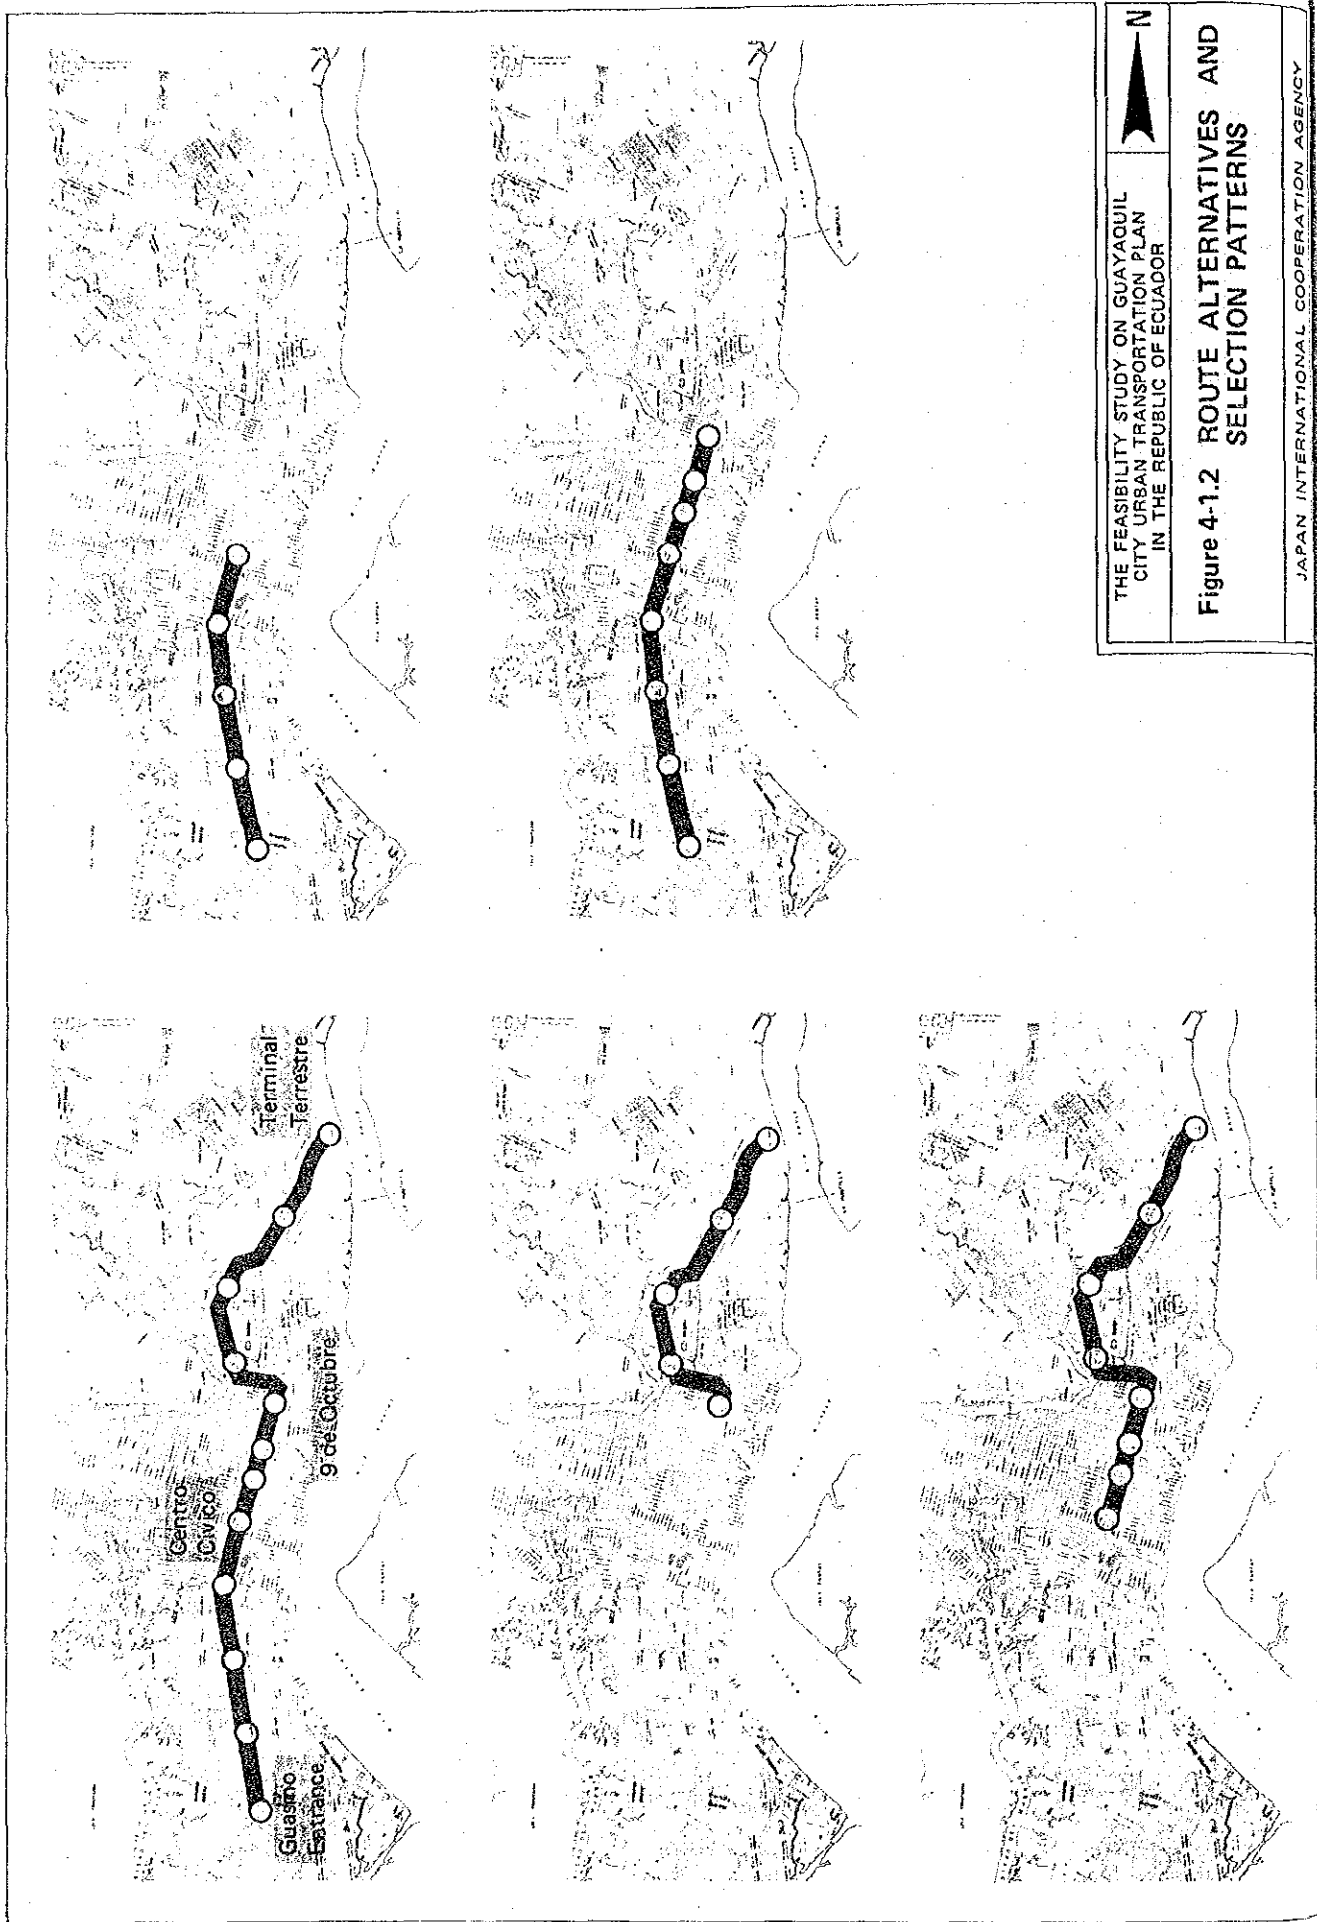 Terminal
Terrestre
9 de Octubre
Centro
Civico
Guasmo
Entrance
THE FEASIBILITY STUDY ON GUAYAQUIL
CITY URBAN TRANSPORTATION PLAN
IN THE REPUBLIC OF ECUADOR
N
Figure 4-1.2 ROUTE ALTERNATIVES AND
SELECTION PATTERNS
JAPAN INTERNATIONAL COOPERATION AGENCY